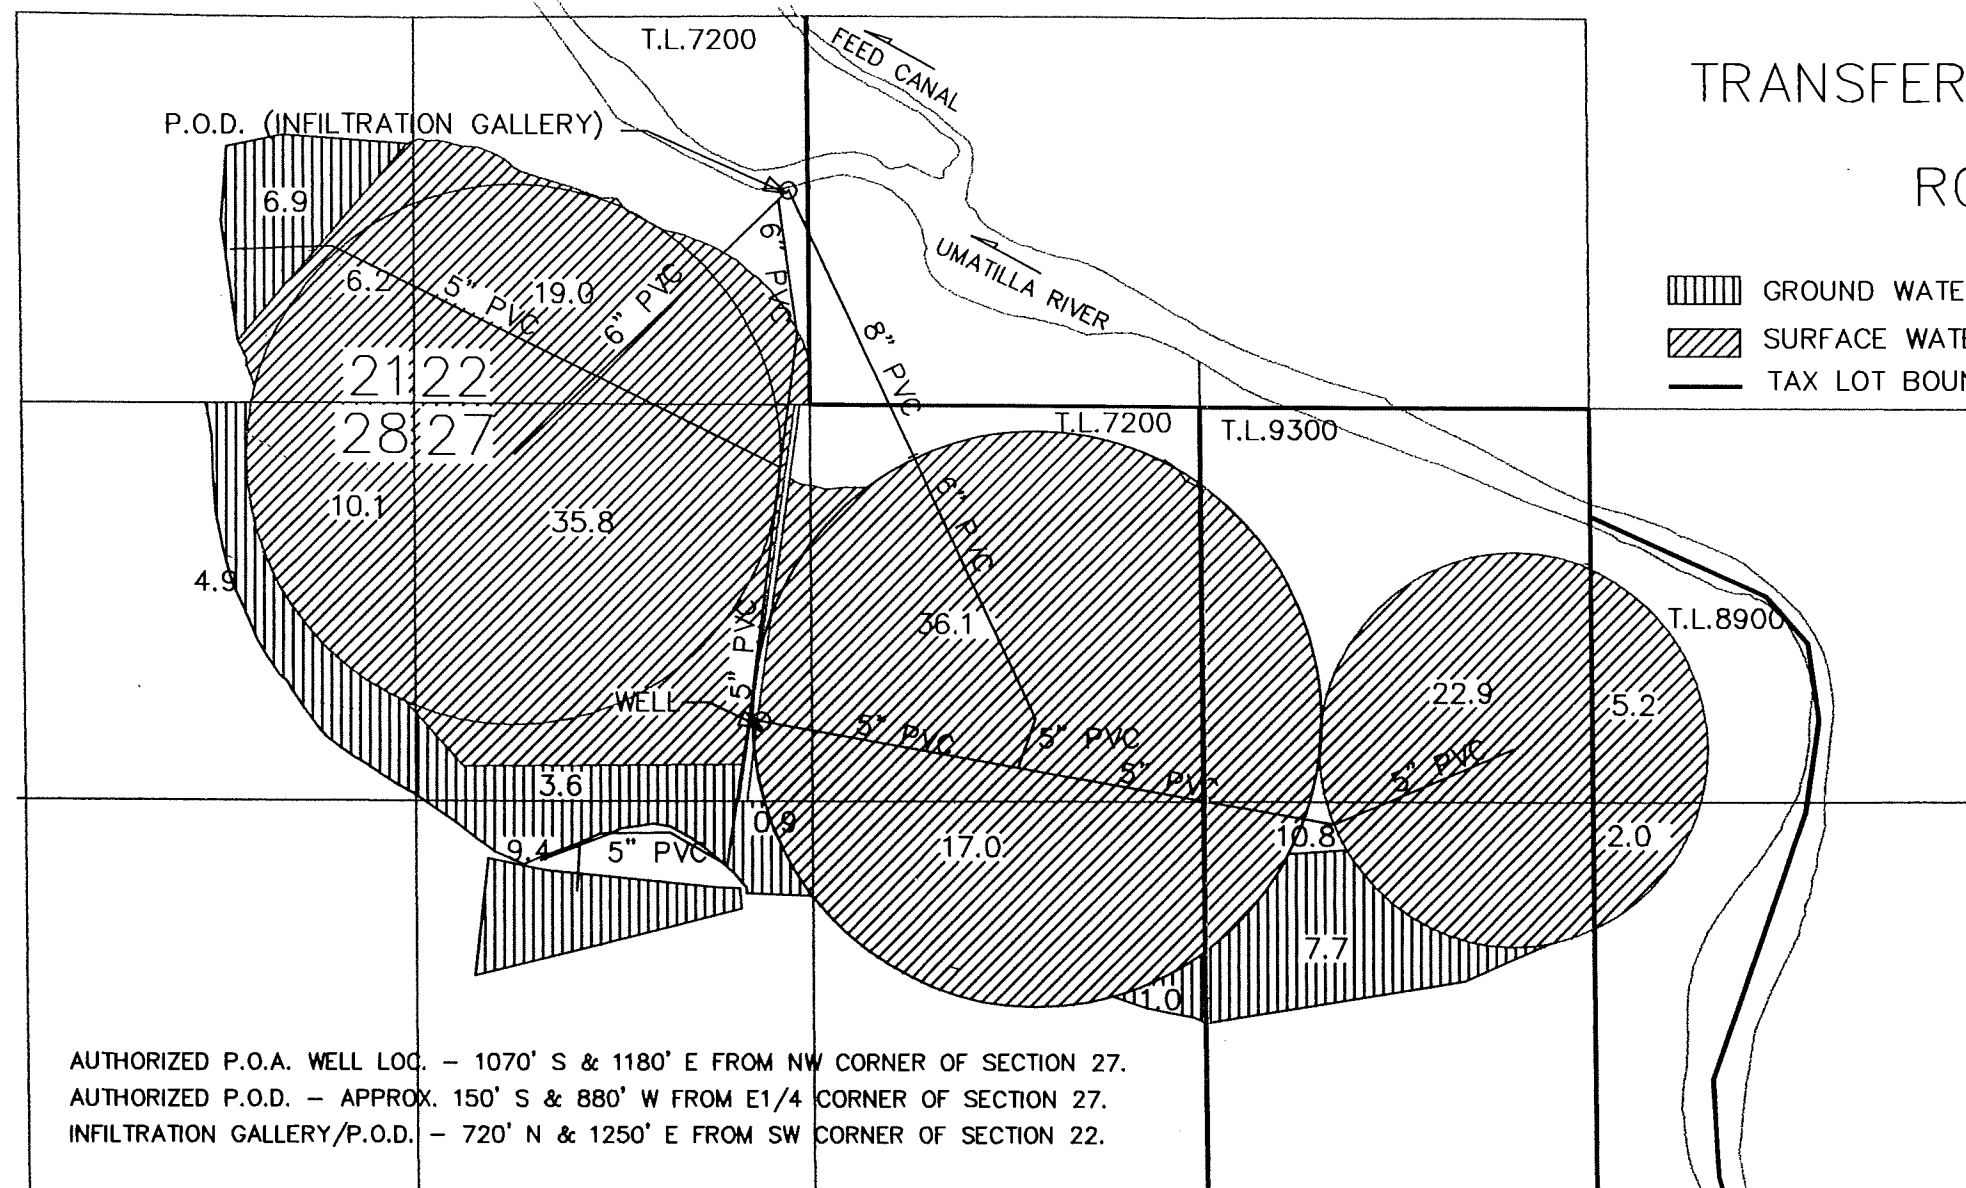 T.L.7200
FEED CANAL
TRANSFER
P.O.D. (INFILTRATION GALLERY)
6.9
6" PVC
UMATILLA RIVER
6.2
5" PVC
19.0
6" PVC
GROUND WATE
8" PVC
SURFACE WATE
21 22
TAX LOT BOUN
28 27
T.L.7200
T.L.9300
10.1
35.8
6" PVC
4.9
5" PVC
36.1
T.L.8900
WELL
22.9
5.2
5" PVC
5" PVC
5" PVC
5" PVC
3.6
0.9
9.4
5" PVC
17.0
10.8
2.0
7.7
1.0
AUTHORIZED P.O.A. WELL LOC. – 1070' S & 1180' E FROM NW CORNER OF SECTION 27.
AUTHORIZED P.O.D. – APPROX. 150' S & 880' W FROM E1/4 CORNER OF SECTION 27.
INFILTRATION GALLERY/P.O.D. – 720' N & 1250' E FROM SW CORNER OF SECTION 22.